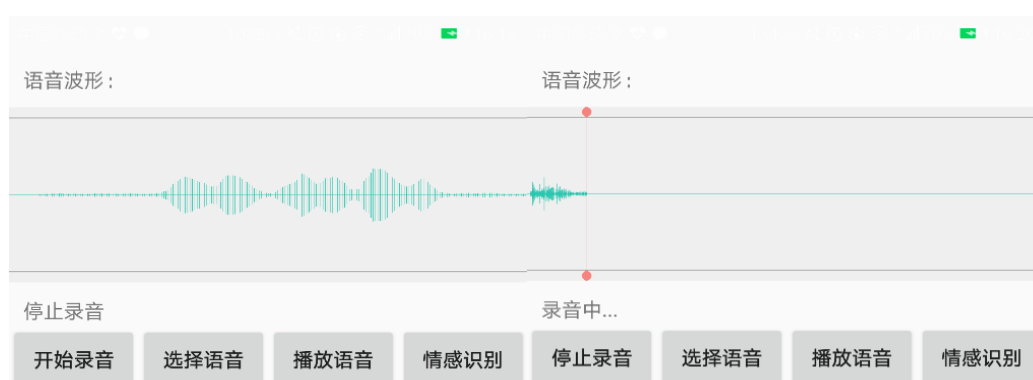 语音波形：
停止录音
开始录音 选择语音 播放语音 情感识别
语音波形：
录音中...
停止录音 选择语音 播放语音 情感识别